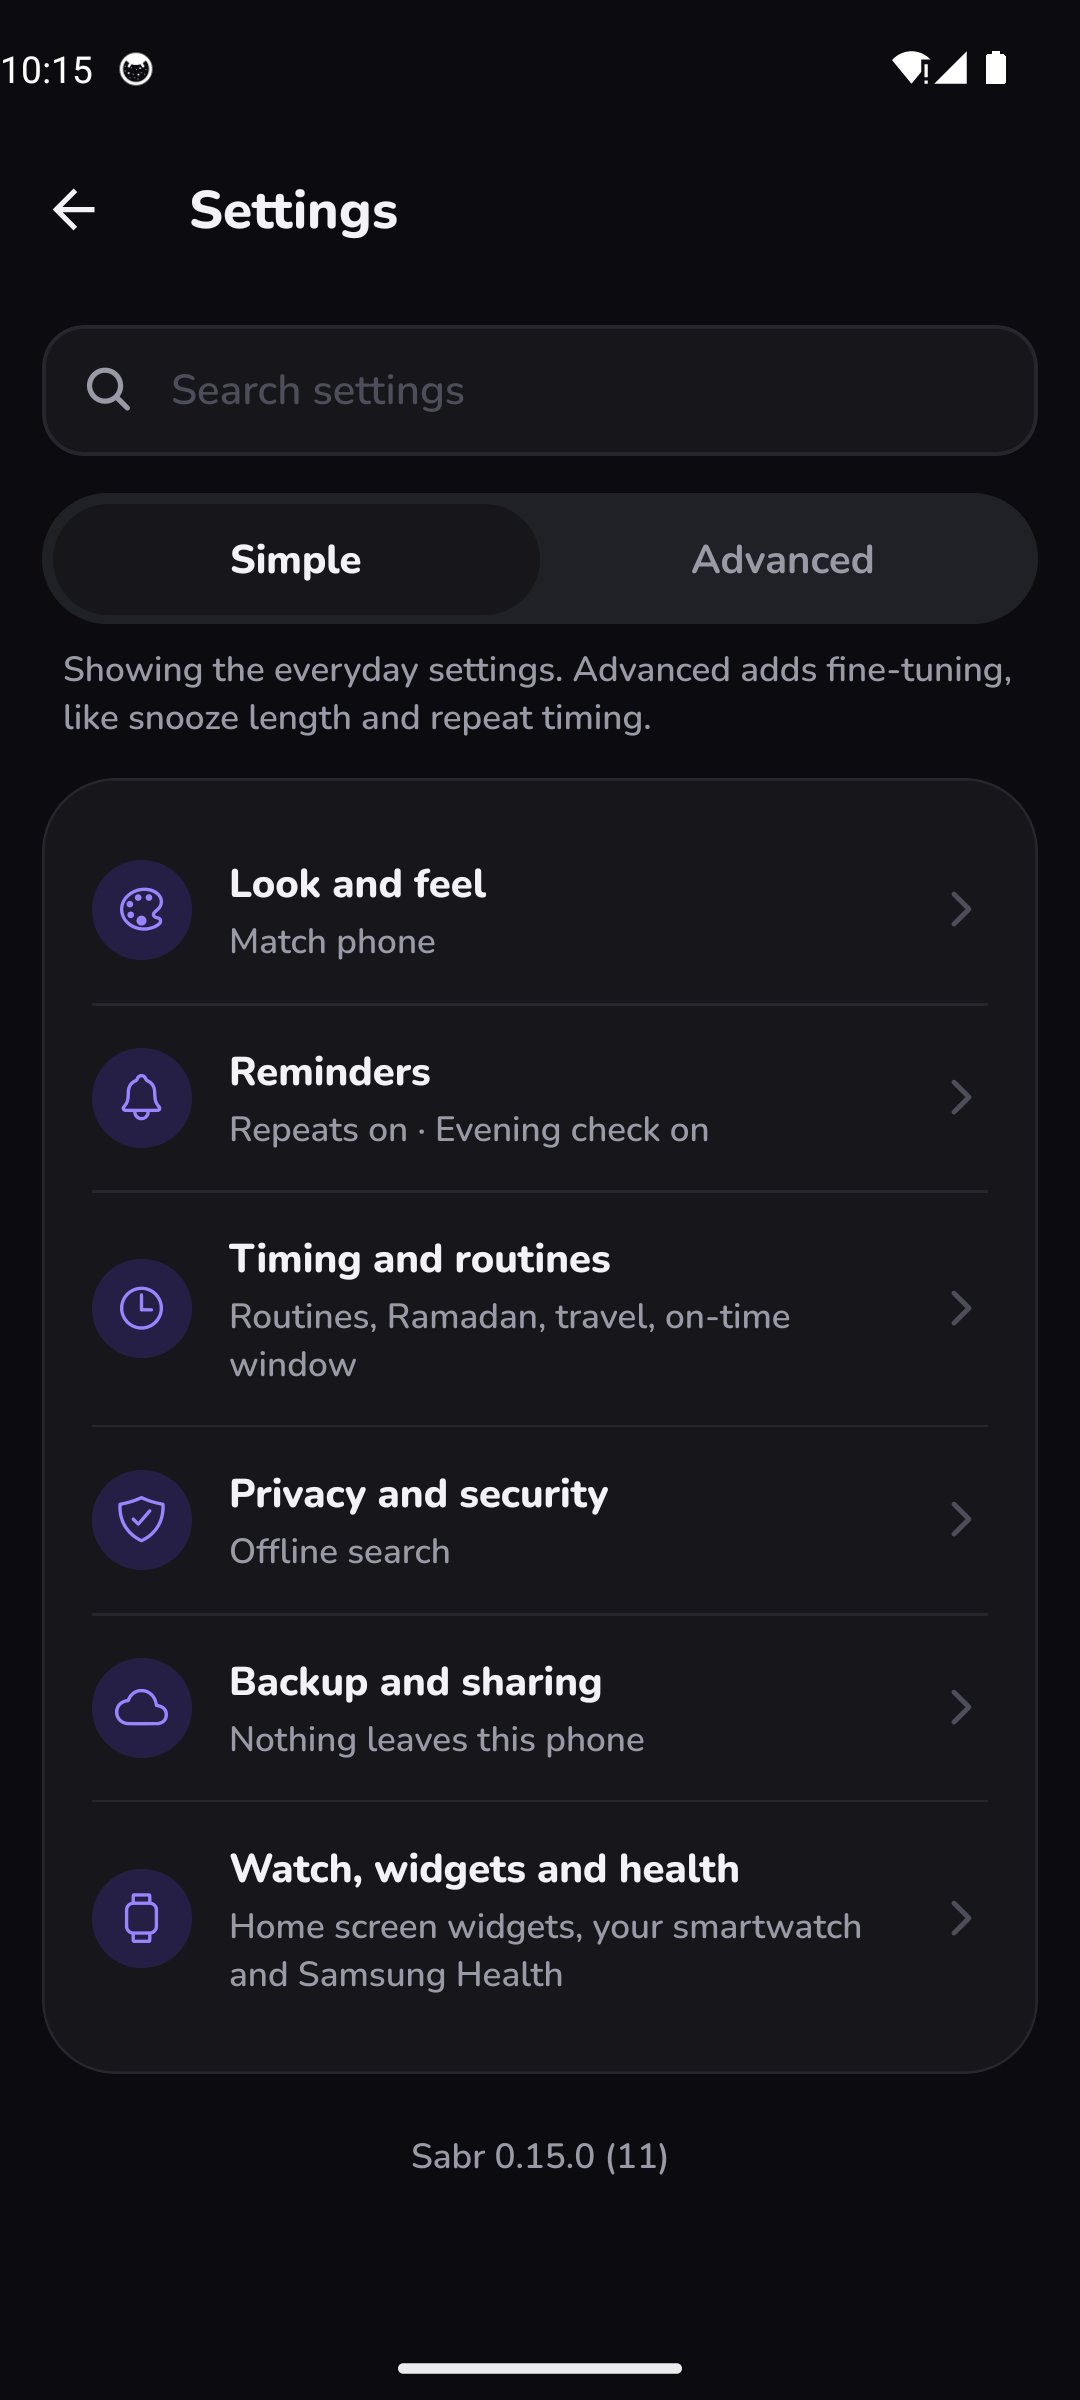 10:15
Settings
Search settings
Simple
Advanced
Showing the everyday settings. Advanced adds fine-tuning,
like snooze length and repeat timing.
Look and feel
Match phone
Reminders
Repeats on · Evening check on
Timing and routines
Routines, Ramadan, travel, on-time
window
Privacy and security
Offline search
Backup and sharing
Nothing leaves this phone
Watch, widgets and health
Home screen widgets, your smartwatch
and Samsung Health
Sabr 0.15.0 (11)